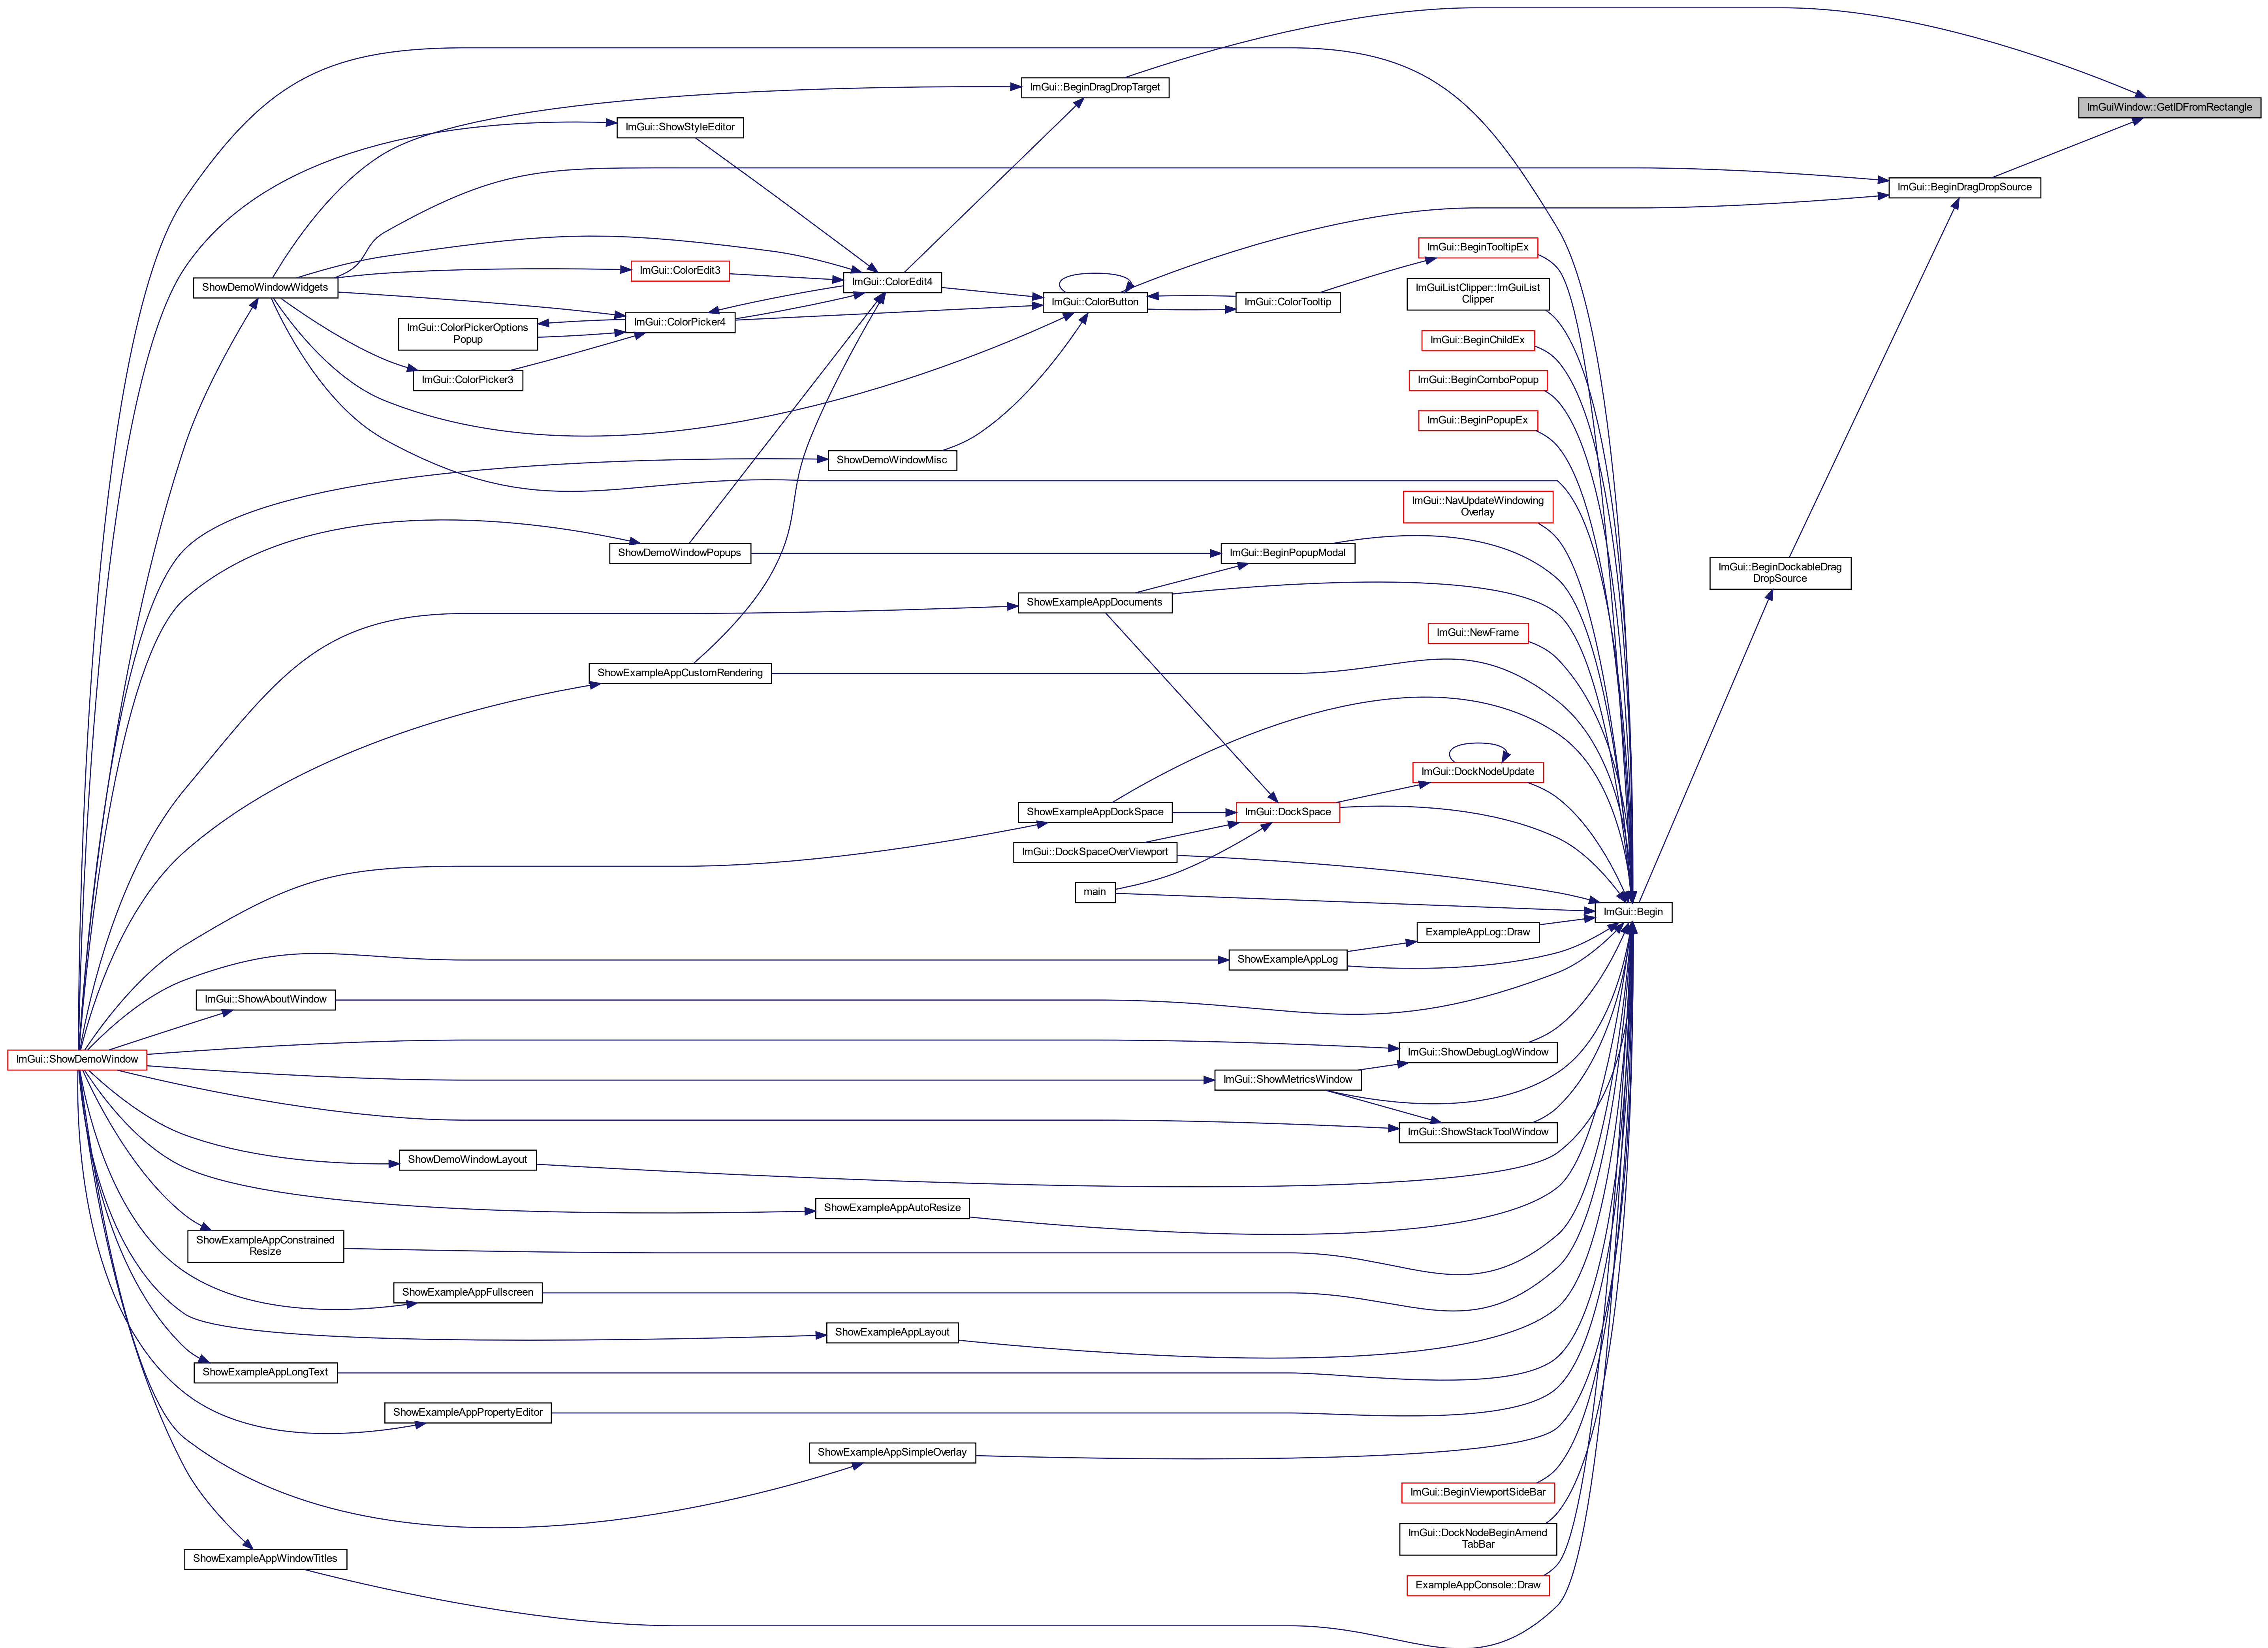 ImGui::BeginDragDropTarget
ImGuiWindow::GetIDFromRectangle
ImGui::ShowStyleEditor
ImGui::BeginDragDropSource
ImGui::BeginTooltipEx
ImGui::ColorEdit3
ImGui::ColorEdit4
ShowDemoWindowWidgets
ImGuiListClipper::ImGuiList
Clipper
ImGui::ColorButton
ImGui::ColorTooltip
ImGui::ColorPicker4
ImGui::ColorPickerOptions
Popup
ImGui::BeginChildEx
ImGui::ColorPicker3
ImGui::BeginComboPopup
ImGui::BeginPopupEx
ShowDemoWindowMisc
ImGui::NavUpdateWindowing
Overlay
ShowDemoWindowPopups
ImGui::BeginPopupModal
ImGui::BeginDockableDrag
DropSource
ShowExampleAppDocuments
ImGui::NewFrame
ShowExampleAppCustomRendering
ImGui::DockNodeUpdate
ShowExampleAppDockSpace
ImGui::DockSpace
ImGui::DockSpaceOverViewport
main
ImGui::Begin
ExampleAppLog::Draw
ShowExampleAppLog
ImGui::ShowAboutWindow
ImGui::ShowDemoWindow
ImGui::ShowDebugLogWindow
ImGui::ShowMetricsWindow
ImGui::ShowStackToolWindow
ShowDemoWindowLayout
ShowExampleAppAutoResize
ShowExampleAppConstrained
Resize
ShowExampleAppFullscreen
ShowExampleAppLayout
ShowExampleAppLongText
ShowExampleAppPropertyEditor
ShowExampleAppSimpleOverlay
ImGui::BeginViewportSideBar
ImGui::DockNodeBeginAmend
TabBar
ShowExampleAppWindowTitles
ExampleAppConsole::Draw